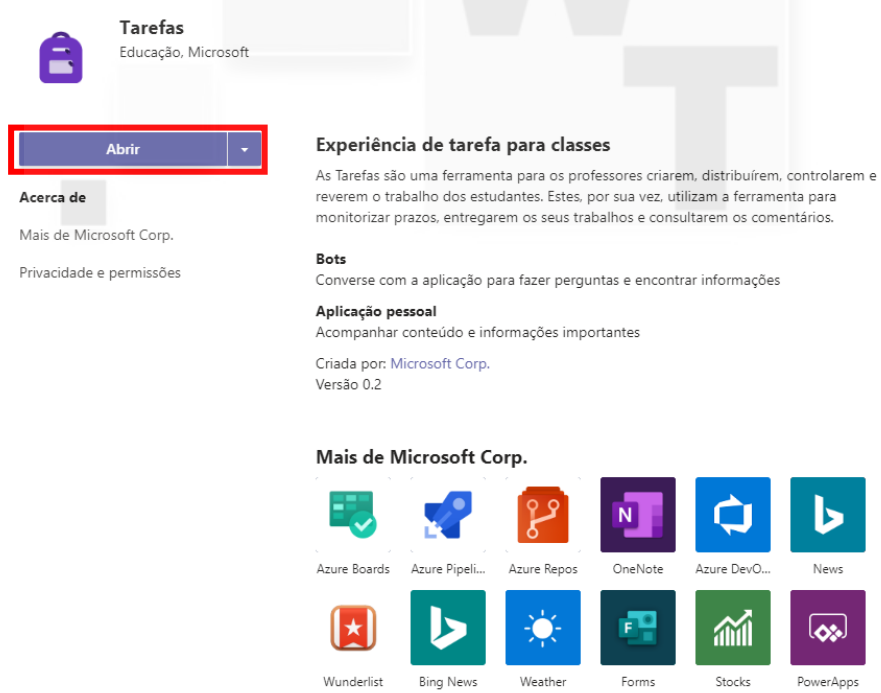 Tarefas
Educação, Microsoft
Abrir
Acerca de
Mais de Microsoft Corp.
Privacidade e permissões
Experiência de tarefa para classes
As Tarefas são uma ferramenta para os professores criarem, distribuírem, controlarem e
reverem o trabalho dos estudantes. Estes, por sua vez, utilizam a ferramenta para
monitorizar prazos, entregarem os seus trabalhos e consultarem os comentários.
Bots
Converse com a aplicação para fazer perguntas e encontrar informações
Aplicação pessoal
Acompanhar conteúdo e informações importantes
Criada por: Microsoft Corp.
Versão 0.2
Mais de Microsoft Corp.
Azure Boards Azure Pipeli... Azure Repos OneNote Azure DevO... News
Wunderlist Bing News Weather Forms Stocks PowerApps